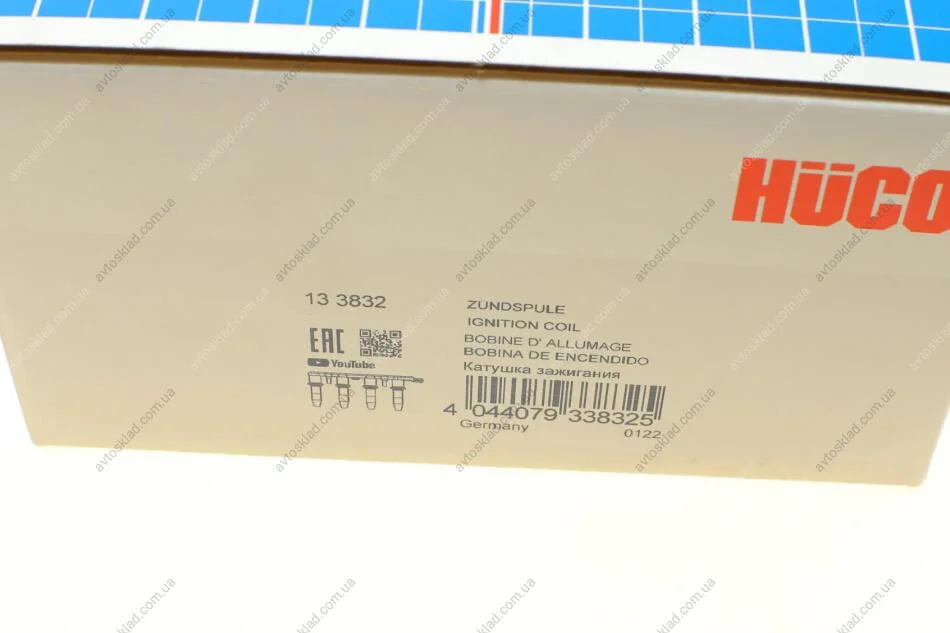 HÜCO
13 3832
ZÜNDSPULE
IGNITION COIL
BOBINE D' ALLUMAGE
BOBINA DE ENCENDIDO
Катушка зажигания
EAC
YouTube
4 044079 338325
Germany
0122
avtosklad.com.ua